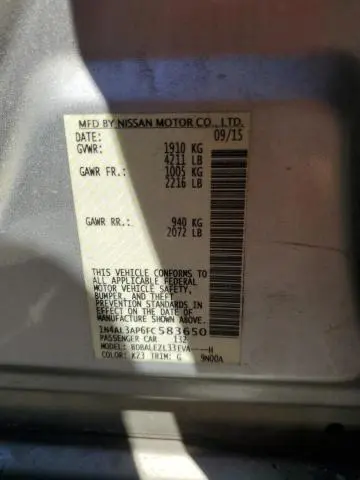 MFD BY NISSAN MOTOR CO., LTD.
DATE: 09/15
GVWR: 1910 KG
4211 LB
GAWR FR.: 1005 KG
2216 LB
GAWR RR.: 940 KG
2072 LB
THIS VEHICLE CONFORMS TO
ALL APPLICABLE FEDERAL
MOTOR VEHICLE SAFETY,
BUMPER, AND THEFT
PREVENTION STANDARDS
IN EFFECT ON THE DATE OF
MANUFACTURE SHOWN ABOVE.
1N4AL3AP6FC583650
PASSENGER CAR 132
MODEL: BDBALEZL33EVA----H
COLOR: K23 TRIM: G 9N00A